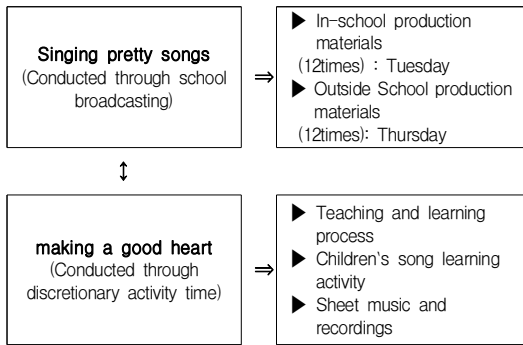 Singing pretty songs
(Conducted through school
broadcasting)
⇒
▶ In-school production
materials
(12times) : Tuesday
▶ Outside School production
materials
(12times): Thursday
↕
making a good heart
(Conducted through
discretionary activity time)
⇒
▶ Teaching and learning
process
▶ Children's song learning
activity
▶ Sheet music and
recordings